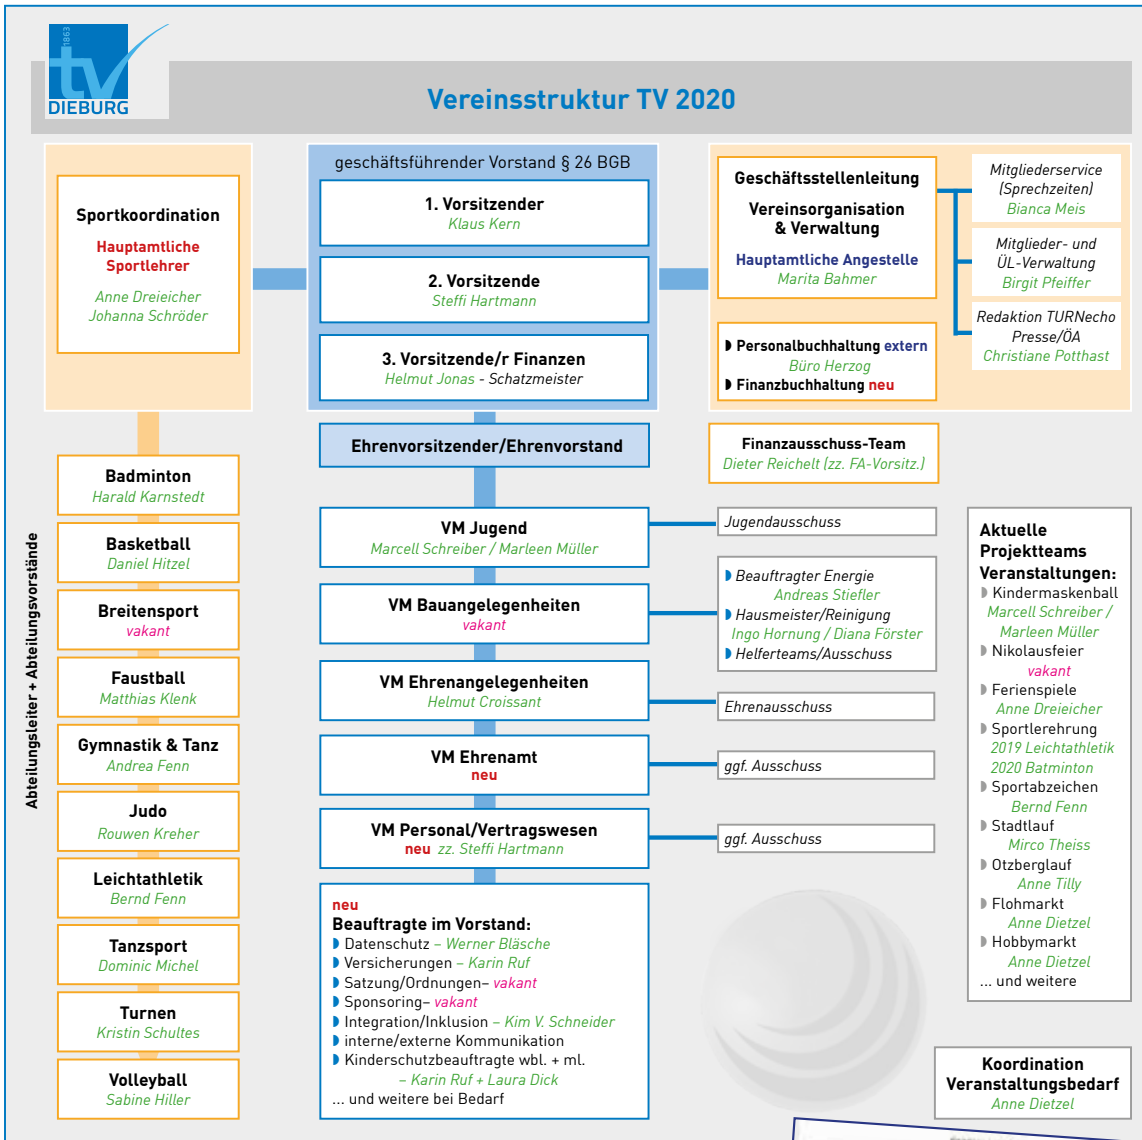 1863
tv
DIEBURG
Vereinsstruktur TV 2020
Sportkoordination
Hauptamtliche
Sportlehrer
Anne Dreieicher
Johanna Schröder
geschäftsführender Vorstand § 26 BGB
1. Vorsitzender
Klaus Kern
2. Vorsitzende
Steffi Hartmann
3. Vorsitzende/r Finanzen
Helmut Jonas - Schatzmeister
Geschäftsstellenleitung
Vereinsorganisation
& Verwaltung
Hauptamtliche Angestelle
Marita Bahmer
Mitgliederservice
(Sprechzeiten)
Bianca Meis
Mitglieder- und
ÜL-Verwaltung
Birgit Pfeiffer
Redaktion TURNecho
Presse/ÖA
Christiane Potthast
Personalbuchhaltung extern
Büro Herzog
Finanzbuchhaltung neu
Ehrenvorsitzender/Ehrenvorstand
Finanzausschuss-Team
Dieter Reichelt (zz. FA-Vorsitz.)
Abteilungsleiter + Abteilungsvorstände
Badminton
Harald Karnstedt
Basketball
Daniel Hitzel
Breitensport
vakant
Faustball
Matthias Klenk
Gymnastik & Tanz
Andrea Fenn
Judo
Rouwen Kreher
Leichtathletik
Bernd Fenn
Tanzsport
Dominic Michel
Turnen
Kristin Schultes
Volleyball
Sabine Hiller
VM Jugend
Marcell Schreiber / Marleen Müller
Jugendausschuss
VM Bauangelegenheiten
vakant
Beauftragter Energie
Andreas Stiefler
Hausmeister/Reinigung
Ingo Hornung / Diana Förster
Helferteams/Ausschuss
VM Ehrenangelegenheiten
Helmut Croissant
Ehrenausschuss
VM Ehrenamt
neu
ggf. Ausschuss
VM Personal/Vertragswesen
neu zz. Steffi Hartmann
ggf. Ausschuss
neu
Beauftragte im Vorstand:
Datenschutz – Werner Bläsche
Versicherungen – Karin Ruf
Satzung/Ordnungen– vakant
Sponsoring– vakant
Integration/Inklusion – Kim V. Schneider
interne/externe Kommunikation
Kinderschutzbeauftragte wbl. + ml.
– Karin Ruf + Laura Dick
... und weitere bei Bedarf
Aktuelle
Projektteams
Veranstaltungen:
Kindermaskenball
Marcell Schreiber /
Marleen Müller
Nikolausfeier
vakant
Ferienspiele
Anne Dreieicher
Sportlerehrung
2019 Leichtathletik
2020 Batminton
Sportabzeichen
Bernd Fenn
Stadtlauf
Mirco Theiss
Otzberglauf
Anne Tilly
Flohmarkt
Anne Dietzel
Hobbymarkt
Anne Dietzel
... und weitere
Koordination
Veranstaltungsbedarf
Anne Dietzel